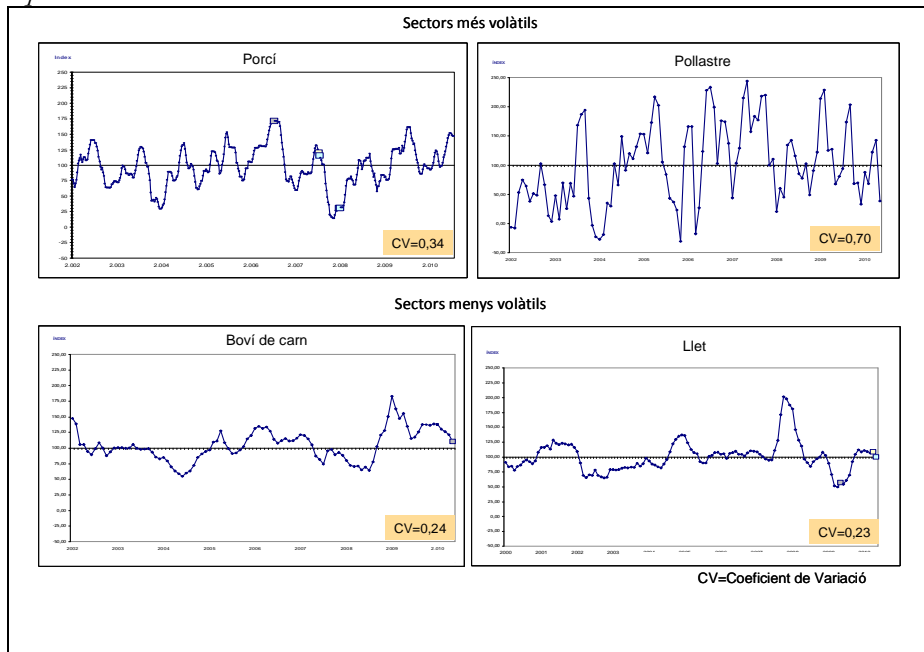 Sectors més volàtils
Porcí
Index
250
225
200
175
150
125
100
75
50
25
0
-25
-50
2.002 2.003 2.004 2.005 2.006 2.007 2.008 2.009 2.010
CV=0,34
Pollastre
Índex
250,00
200,00
150,00
100,00
50,00
0,00
-50,00
2002 2003 2004 2005 2006 2007 2008 2009 2010
CV=0,70
Sectors menys volàtils
Boví de carn
Índex
250,00
225,00
200,00
175,00
150,00
125,00
100,00
75,00
50,00
25,00
0,00
-25,00
-50,00
2002 2003 2004 2005 2006 2007 2008 2009 2.010
CV=0,24
Llet
Índex
250,00
225,00
200,00
175,00
150,00
125,00
100,00
75,00
50,00
25,00
0,00
-25,00
-50,00
2000 2001 2002 2003
CV=0,23
CV=Coeficient de Variació